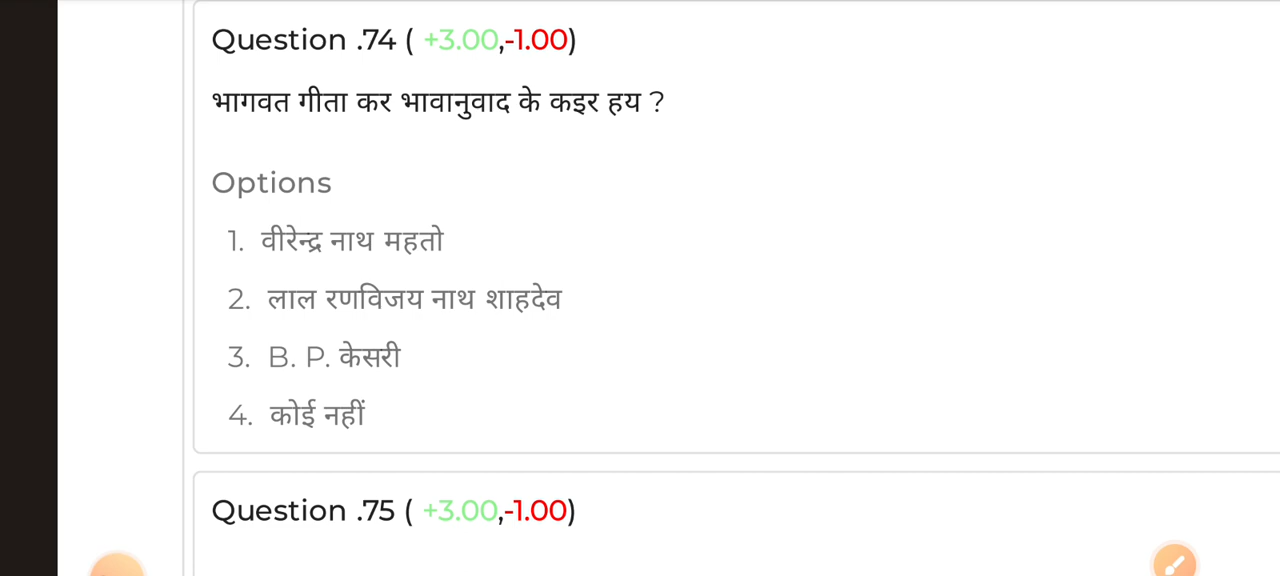 Question .74 ( +3.00,-1.00)
भागवत गीता कर भावानुवाद के कइर हय ?
Options
1. वीरेन्द्र नाथ महतो
2. लाल रणविजय नाथ शाहदेव
3. B. P. केसरी
4. कोई नहीं
Question .75 ( +3.00,-1.00)